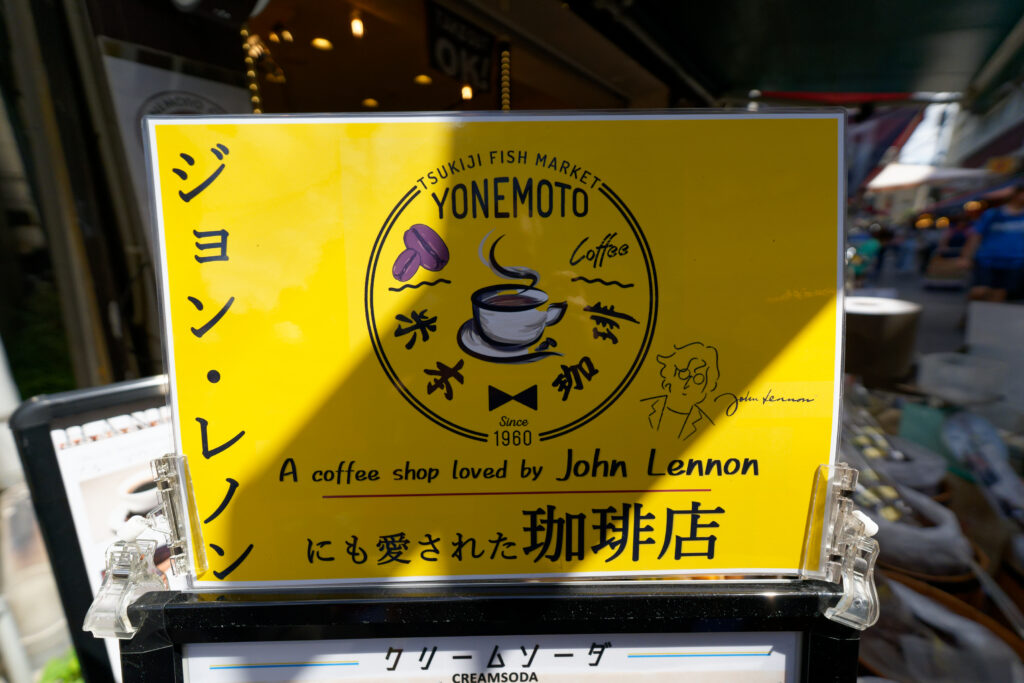 ジョン・レノン
TSUKIJI FISH MARKET
YONEMOTO
Coffee
米本珈琲
Since
1960
John Lennon
A coffee shop loved by John Lennon
にも愛された珈琲店
クリームソーダ
CREAMSODA
OK!